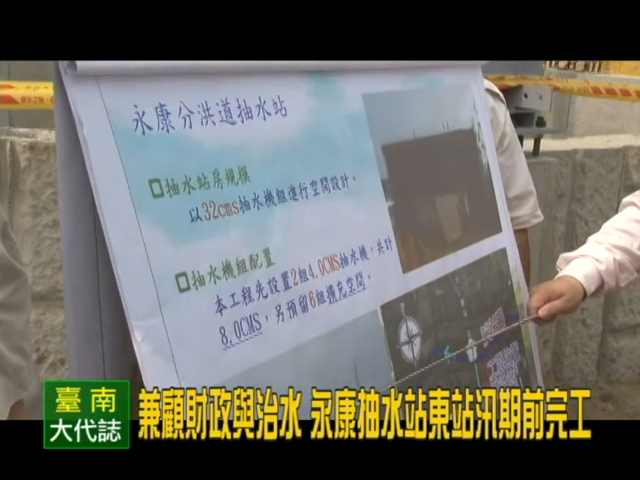 永康分洪道抽水站
抽水站房規模
以32cms抽水機組進行空間設計。
抽水機組配置
本工程先設置2組4.0CMS抽水機，共計
8.0CMS，另預留6組擴充空間。
臺南
大代誌
兼顧財政與治水 永康抽水站東站汛期前完工